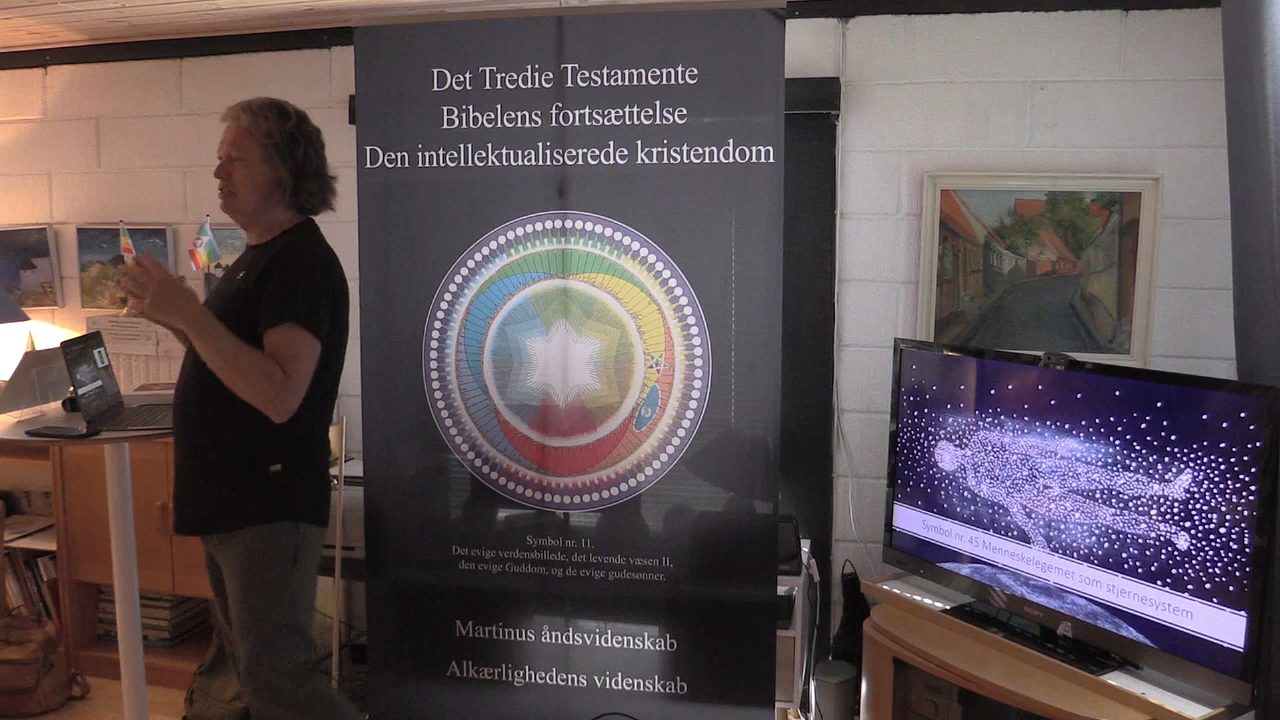 Det Tredie Testamente
Bibelens fortsættelse
Den intellektualiserede kristendom
Symbol nr. 11.
Det evige verdensbillede, det levende væsen II,
den evige Guddom, og de evige gudesønner.
Martinus åndsvidenskab
Alkærlighedens videnskab
Symbol nr. 45 Menneskelegemet som stjernesystem
SONY